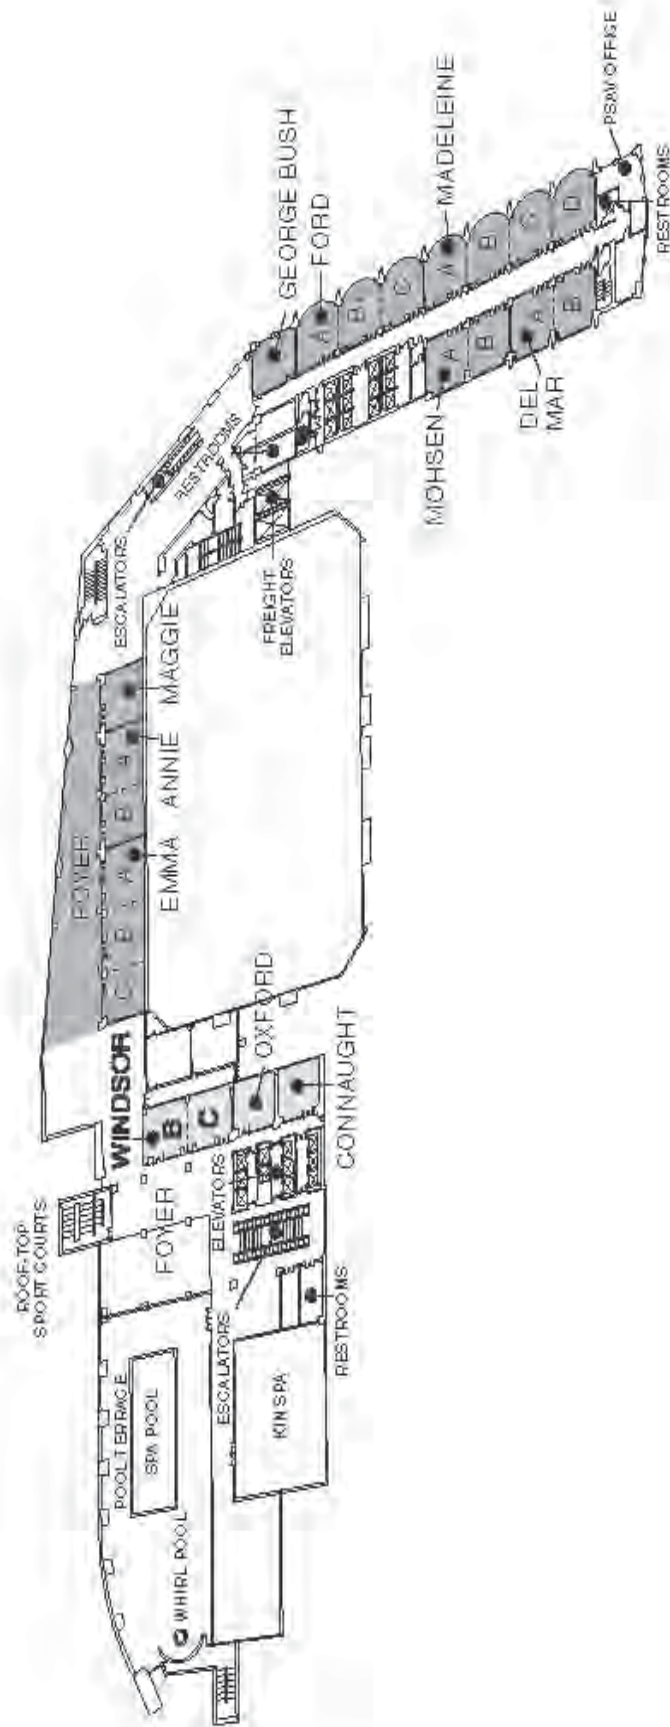 ROOF-TOP
SPORT COURTS
POOL TERRACE
SPA POOL
WHIRL POOL
FOYER
WINDSOR
B
C
OXFORD
CONNAUGHT
ELEVATORS
ESCALATORS
KIN SPA
RESTROOMS
FOYER
C
B
A
B
A
EMMA
ANNIE
MAGGIE
ESCALATORS
RESTROOMS
FREIGHT
ELEVATORS
GEORGE BUSH
FORD
A
B
C
MADELEINE
A
B
C
D
MOHSEN
A
B
DEL
MAR
A
B
PSAV OFFICE
RESTROOMS